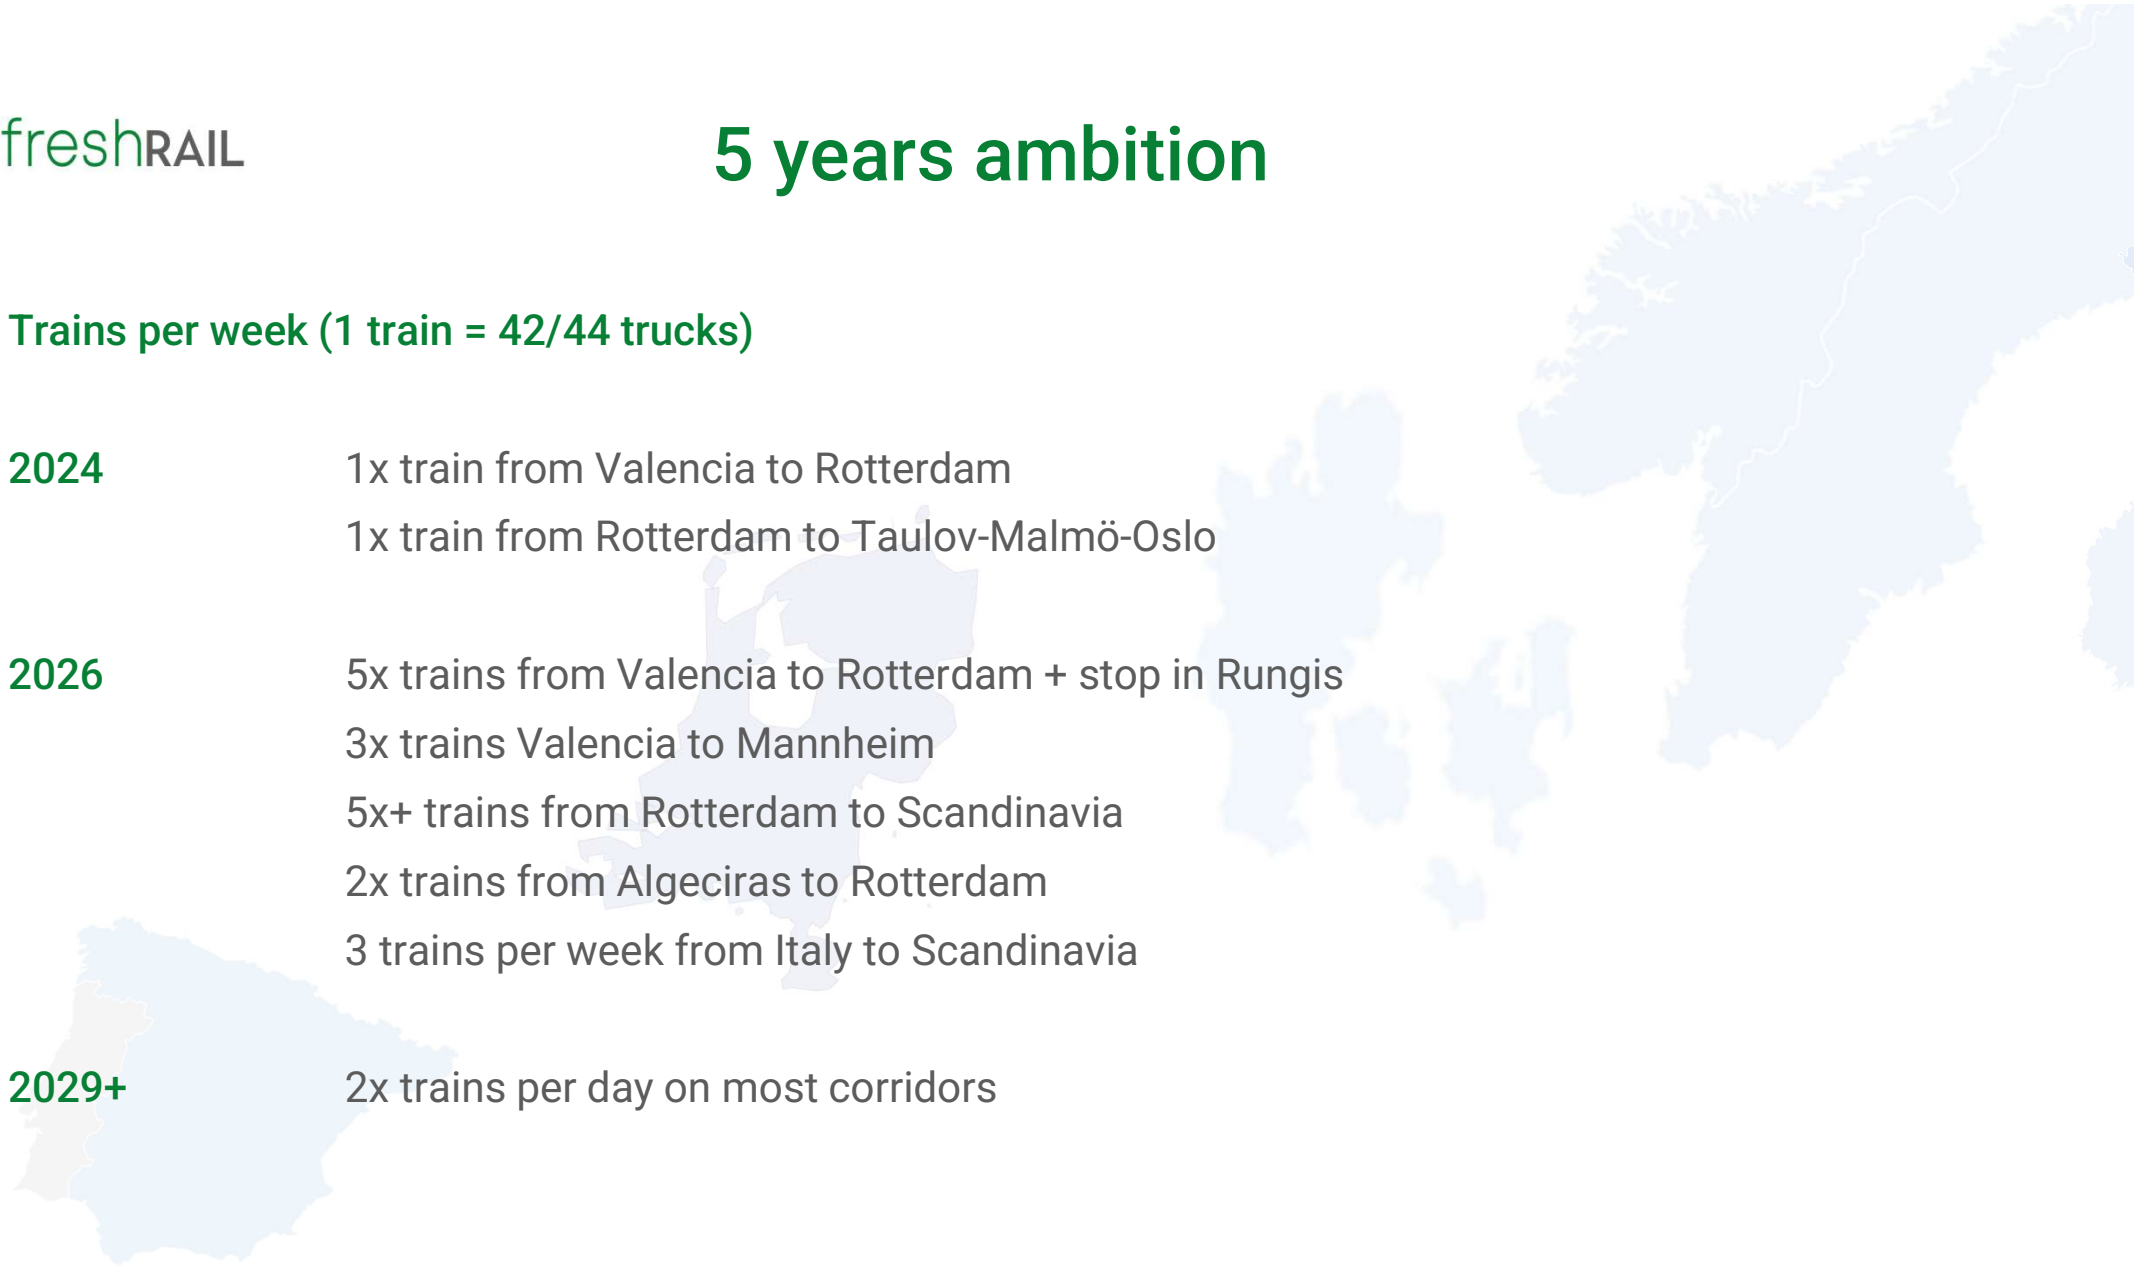 freshRAIL
5 years ambition
Trains per week (1 train = 42/44 trucks)
2024
1x train from Valencia to Rotterdam
1x train from Rotterdam to Taulov-Malmö-Oslo
2026
5x trains from Valencia to Rotterdam + stop in Rungis
3x trains Valencia to Mannheim
5x+ trains from Rotterdam to Scandinavia
2x trains from Algeciras to Rotterdam
3 trains per week from Italy to Scandinavia
2029+
2x trains per day on most corridors